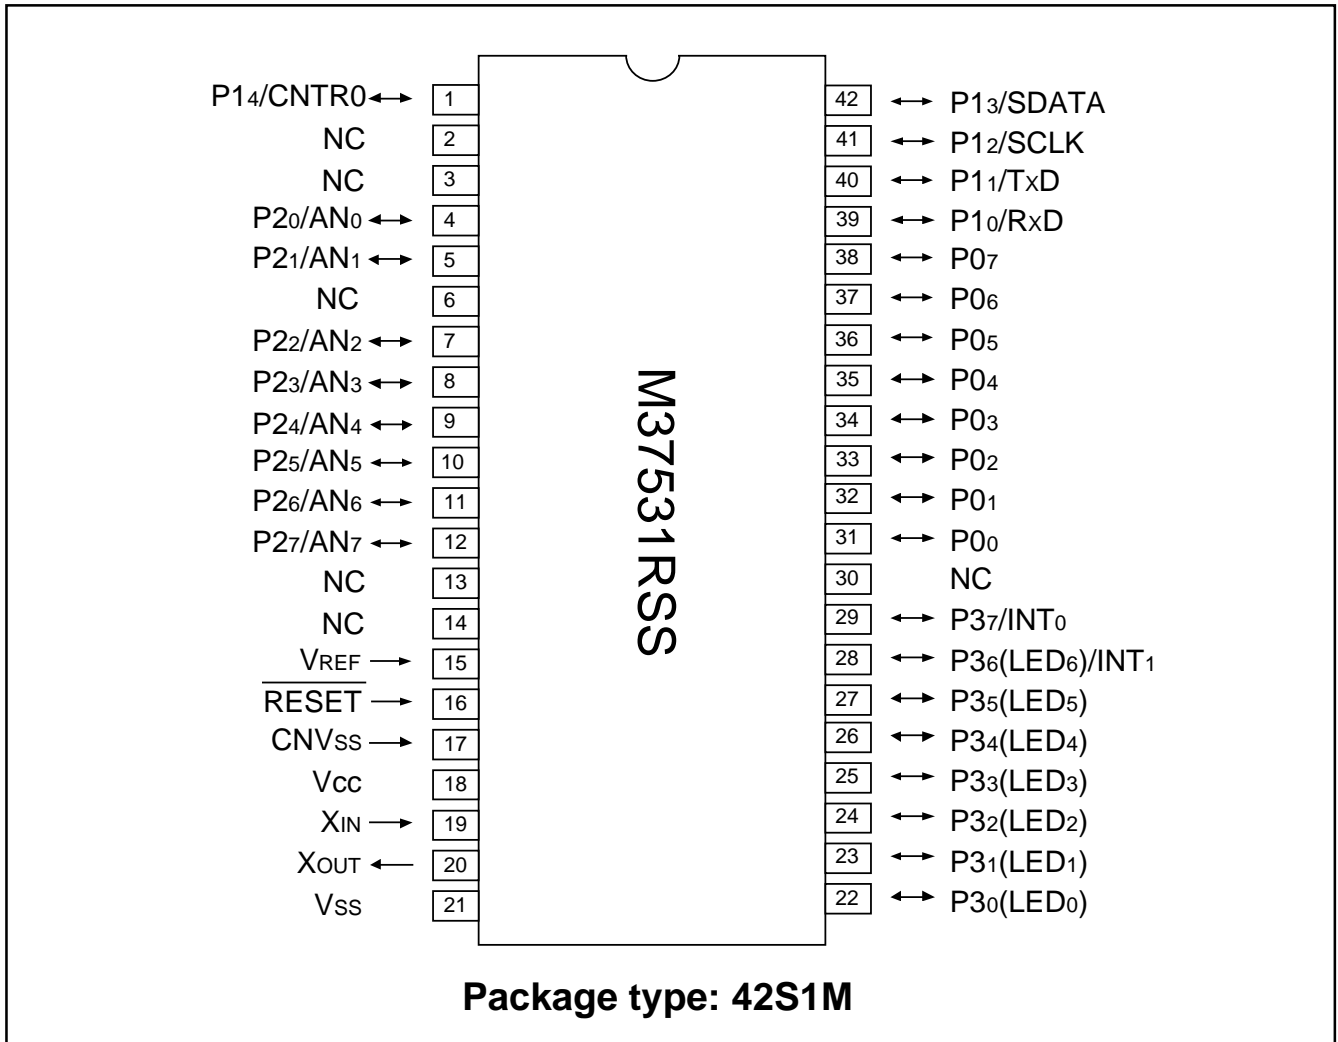 P14/CNTR0
1
NC
2
NC
3
P20/AN0
4
P21/AN1
5
NC
6
P22/AN2
7
P23/AN3
8
P24/AN4
9
P25/AN5
10
P26/AN6
11
P27/AN7
12
NC
13
NC
14
VREF
15
RESET
16
CNVSS
17
VCC
18
XIN
19
XOUT
20
VSS
21
M37531RSS
42
P13/SDATA
41
P12/SCLK
40
P11/TXD
39
P10/RXD
38
P07
37
P06
36
P05
35
P04
34
P03
33
P02
32
P01
31
P00
30
NC
29
P37/INT0
28
P36(LED6)/INT1
27
P35(LED5)
26
P34(LED4)
25
P33(LED3)
24
P32(LED2)
23
P31(LED1)
22
P30(LED0)
Package type: 42S1M